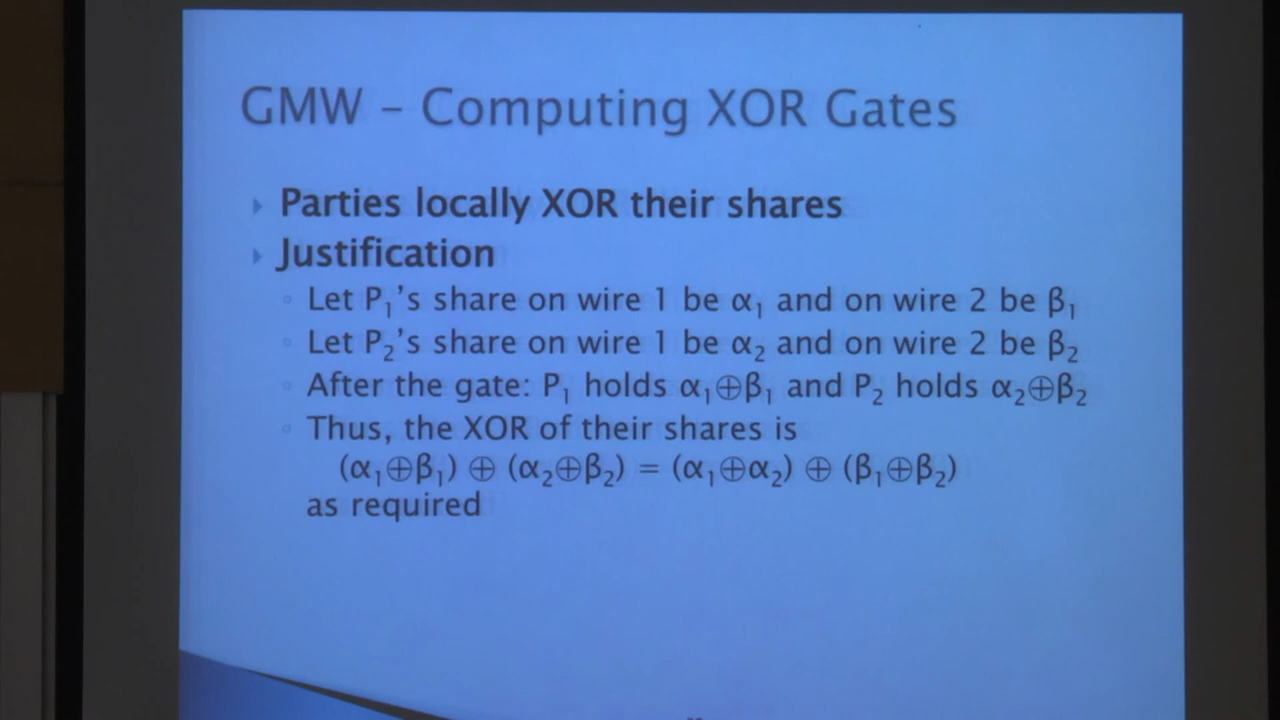 GMW – Computing XOR Gates
Parties locally XOR their shares
Justification
Let P₁'s share on wire 1 be α₁ and on wire 2 be β₁
Let P₂'s share on wire 1 be α₂ and on wire 2 be β₂
After the gate: P₁ holds α₁⊕β₁ and P₂ holds α₂⊕β₂
Thus, the XOR of their shares is
(α₁⊕β₁) ⊕ (α₂⊕β₂) = (α₁⊕α₂) ⊕ (β₁⊕β₂)
as required